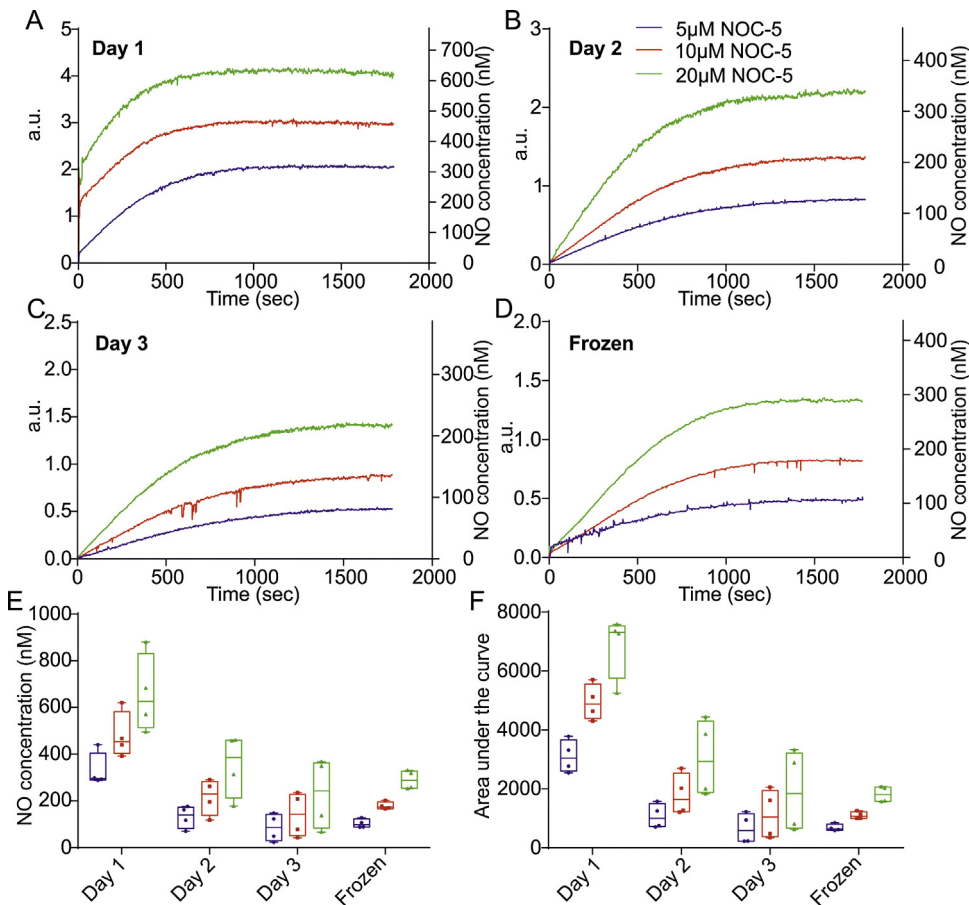 A
Day 1
a.u.
5
4
3
2
1
0
NO concentration (nM)
700
600
500
400
300
200
100
0
0 500 1000 1500 2000
Time (sec)
B
Day 2
5µM NOC-5
10µM NOC-5
20µM NOC-5
a.u.
3
2
1
0
NO concentration (nM)
400
300
200
100
0
0 500 1000 1500 2000
Time (sec)
C
Day 3
a.u.
2.5
2.0
1.5
1.0
0.5
0.0
NO concentration (nM)
300
200
100
0
0 500 1000 1500 2000
Time (sec)
D
Frozen
a.u.
2.0
1.5
1.0
0.5
0.0
NO concentration (nM)
400
300
200
100
0
0 500 1000 1500 2000
Time (sec)
E
NO concentration (nM)
1000
800
600
400
200
0
Day 1 Day 2 Day 3 Frozen
F
Area under the curve
8000
6000
4000
2000
0
Day 1 Day 2 Day 3 Frozen